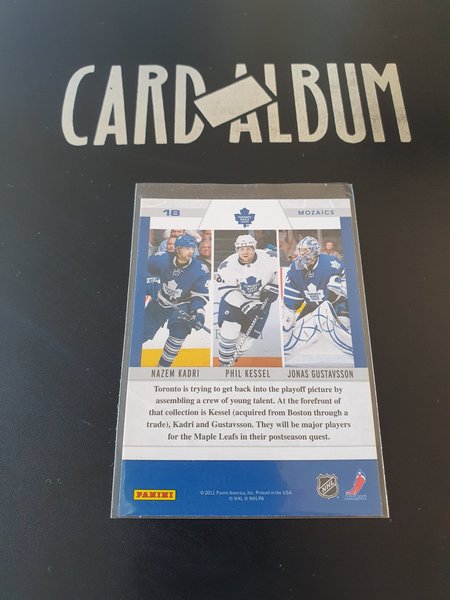 CARD ALBUM
18 MOZAICS
NAZEM KADRI PHIL KESSEL JONAS GUSTAVSSON
Toronto is trying to get back into the playoff picture by
assembling a crew of young talent. At the forefront of
that collection is Kessel (acquired from Boston through a
trade), Kadri and Gustavsson. They will be major players
for the Maple Leafs in their postseason quest.
PANINI
© 2011 Panini America, Inc. Printed in the USA.
© NHL © NHLPA
NHL